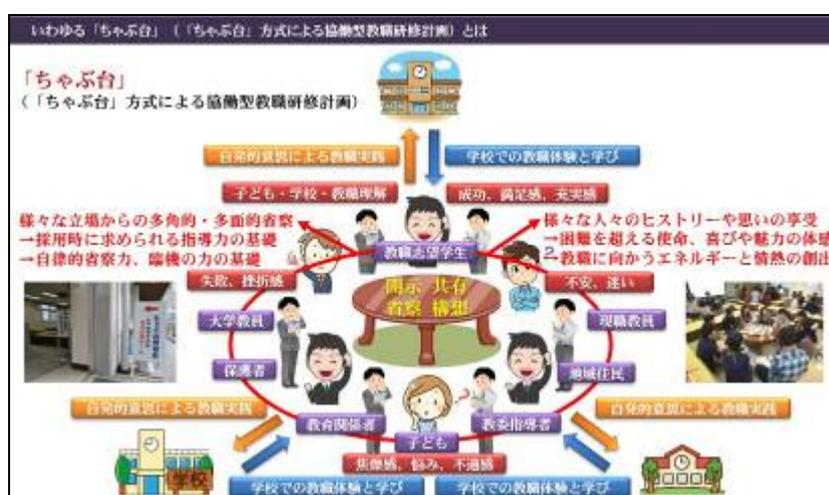 いわゆる「ちゃぶ台」(「ちゃぶ台」方式による協働型教職研修計画)とは
「ちゃぶ台」
(「ちゃぶ台」方式による協働型教職研修計画)
自発的意思による教職実践
学校での教職体験と学び
子ども・学校・教職理解
成功、満足感、充実感
様々な立場からの多角的・多面的省察
→採用時に求められる指導力の基礎
→自律的省察力、臨機の力の基礎
様々な人々のヒストリーや思いの享受
→困難を超える使命、喜びや魅力の体感
→教職に向かうエネルギーと情熱の創出
教職志望学生
失敗、挫折感
開示 共有
省察 構想
不安、迷い
大学教員
現職教員
保護者
地域住民
自発的意思による教職実践
教育関係者
教委指導者
自発的意思による教職実践
子ども
学校
焦燥感、悩み、不適感
学校での教職体験と学び
学校での教職体験と学び